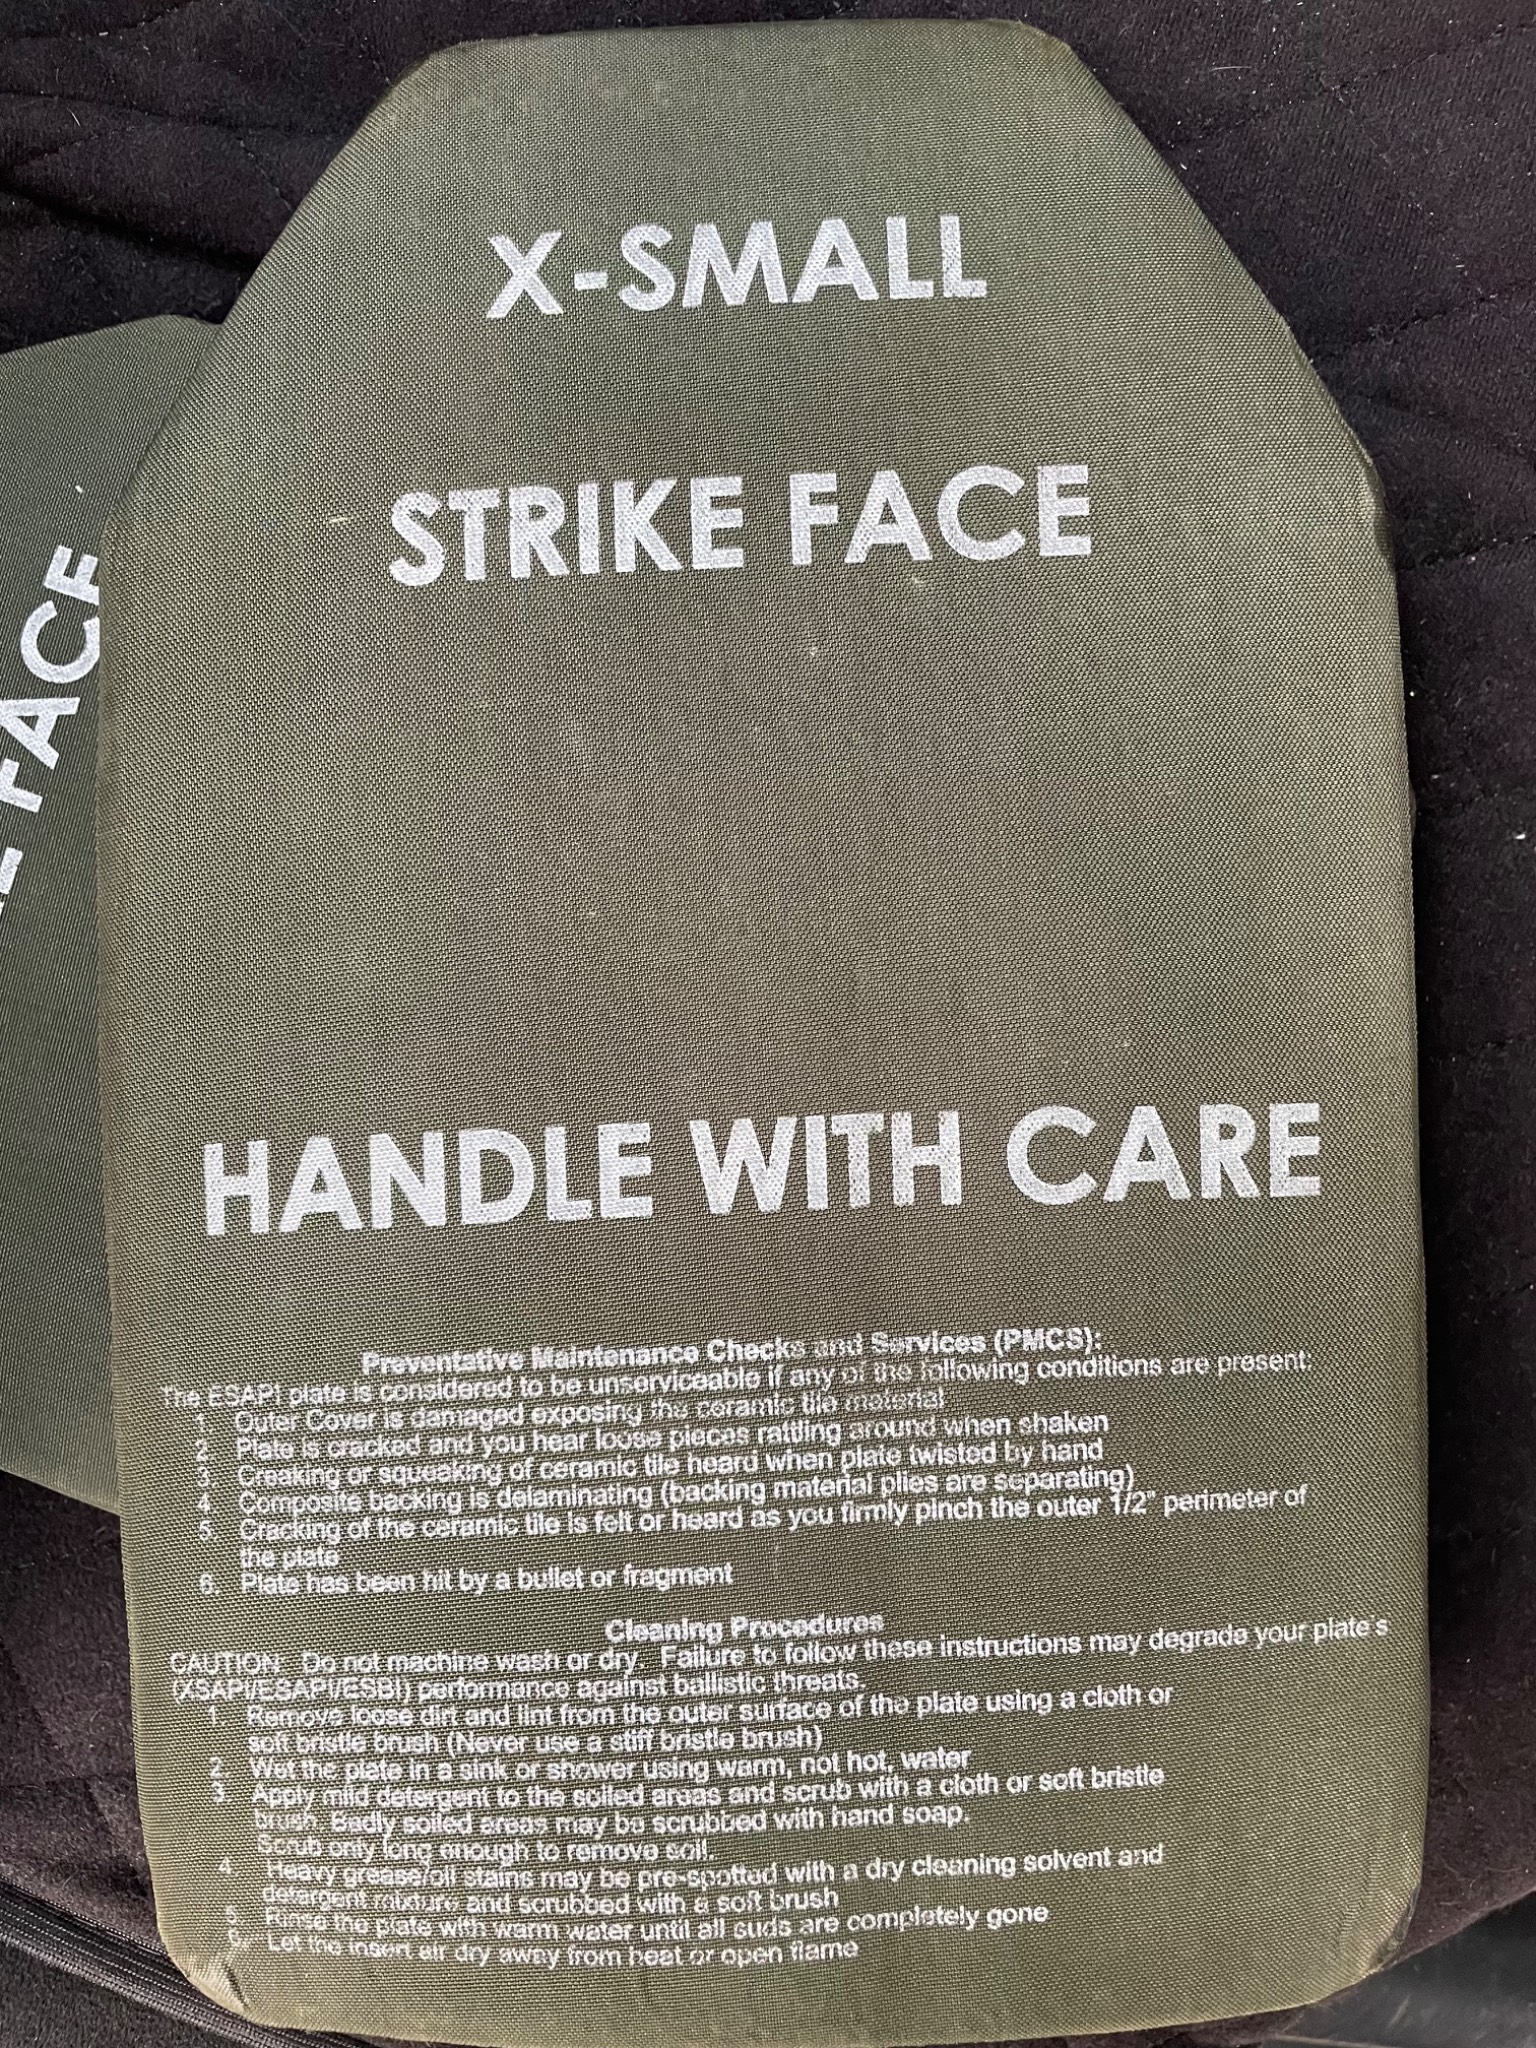 X-SMALL
STRIKE FACE
HANDLE WITH CARE
Preventative Maintenance Checks and Services (PMCS):
The ESAPI plate is considered to be unserviceable if any of the following conditions are present:
1. Outer Cover is damaged exposing the ceramic tile material
2. Plate is cracked and you hear loose pieces rattling around when shaken
3. Creaking or squeaking of ceramic tile heard when plate twisted by hand
4. Composite backing is delaminating (backing material plies are separating)
5. Cracking of the ceramic tile is felt or heard as you firmly pinch the outer 1/2" perimeter of
the plate
6. Plate has been hit by a bullet or fragment
Cleaning Procedures
CAUTION Do not machine wash or dry. Failure to follow these instructions may degrade your plate's
(XSAPI/ESAPI/ESBI) performance against ballistic threats.
1. Remove loose dirt and lint from the outer surface of the plate using a cloth or
soft bristle brush (Never use a stiff bristle brush)
2. Wet the plate in a sink or shower using warm, not hot, water
3. Apply mild detergent to the soiled areas and scrub with a cloth or soft bristle
brush Badly soiled areas may be scrubbed with hand soap.
Scrub only long enough to remove soil.
4. Heavy grease/oil stains may be pre-spotted with a dry cleaning solvent and
detergent mixture and scrubbed with a soft brush
5. Rinse the plate with warm water until all suds are completely gone
6. Let the insert air dry away from heat or open flame
E FACE